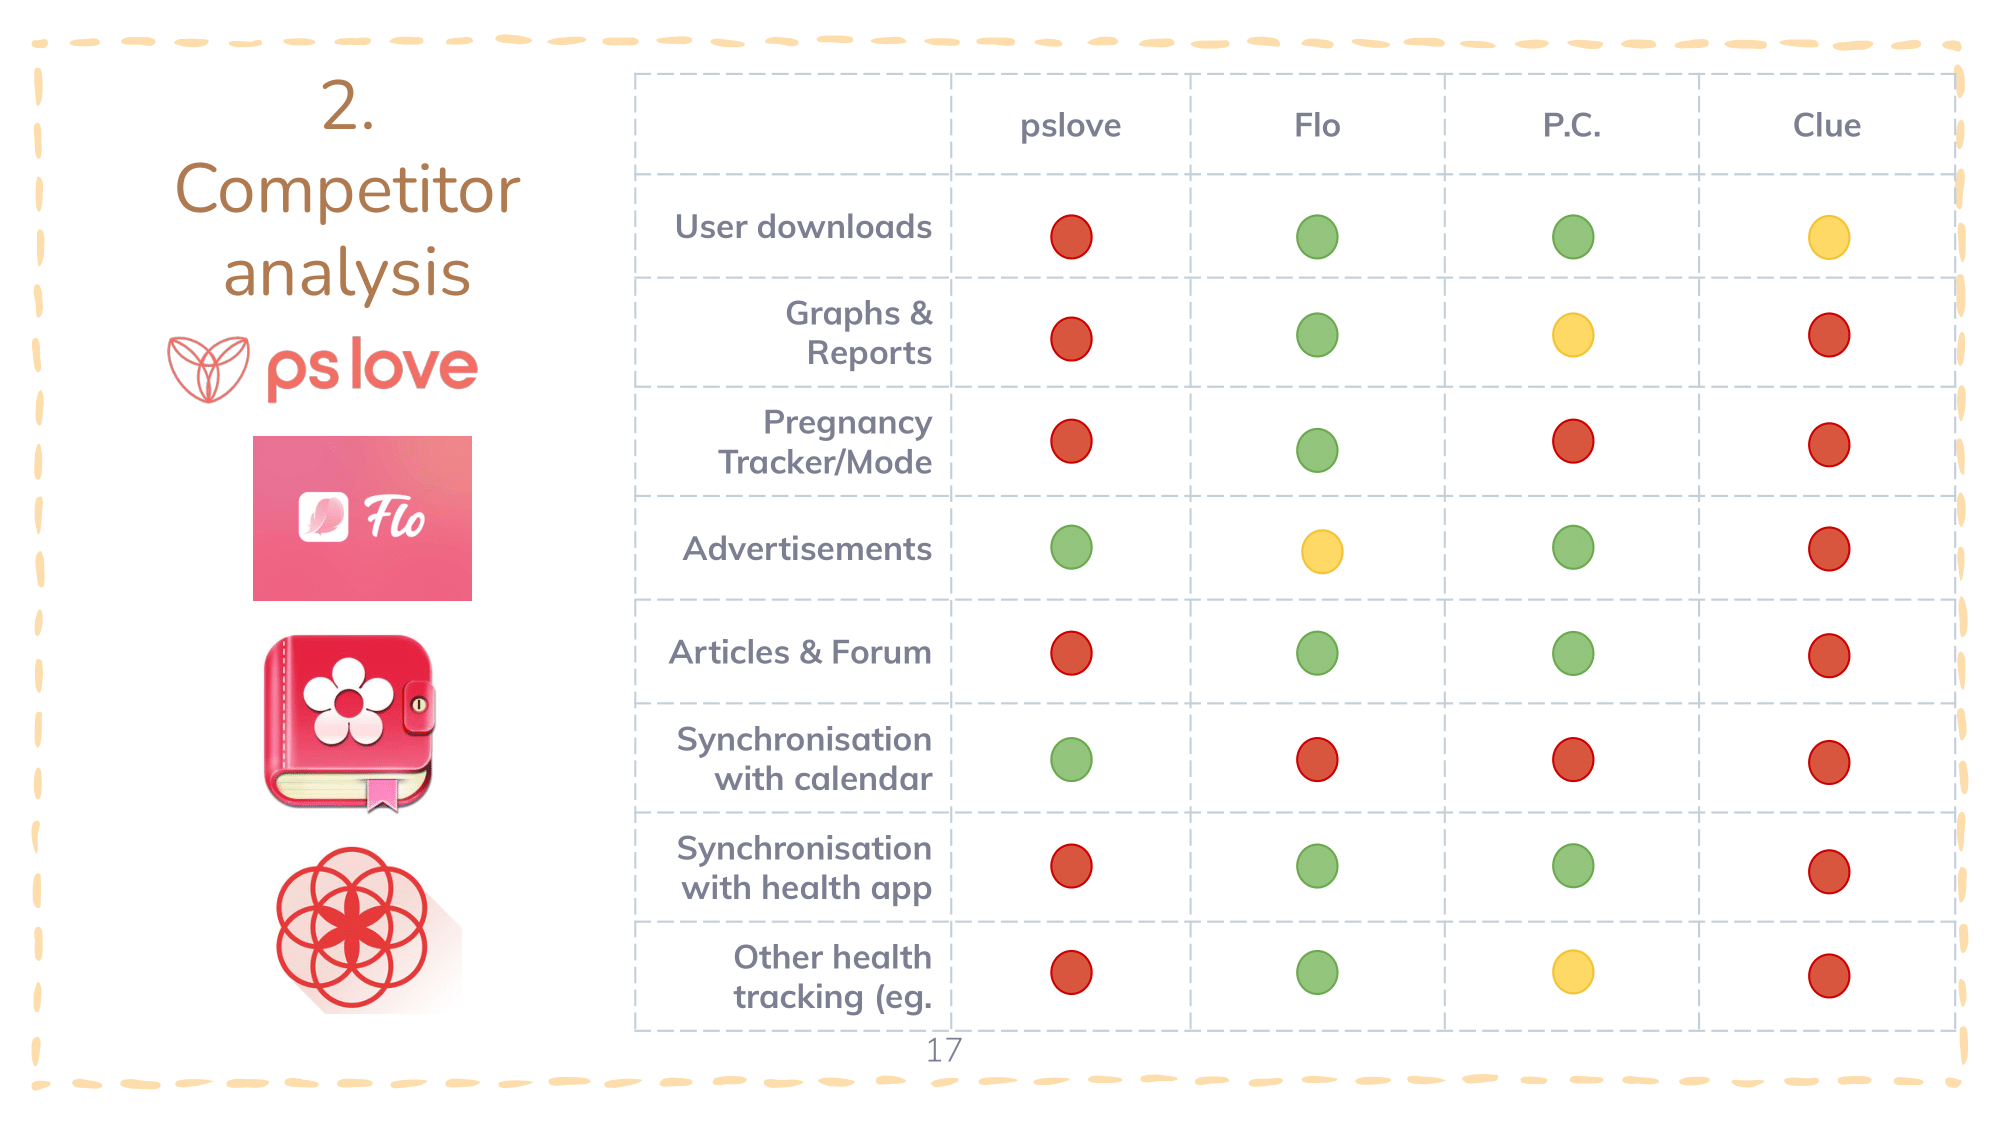 2.
Competitor
analysis
ps love
Flo
pslove
Flo
P.C.
Clue
User downloads
Graphs &
Reports
Pregnancy
Tracker/Mode
Advertisements
Articles & Forum
Synchronisation
with calendar
Synchronisation
with health app
Other health
tracking (eg.
17